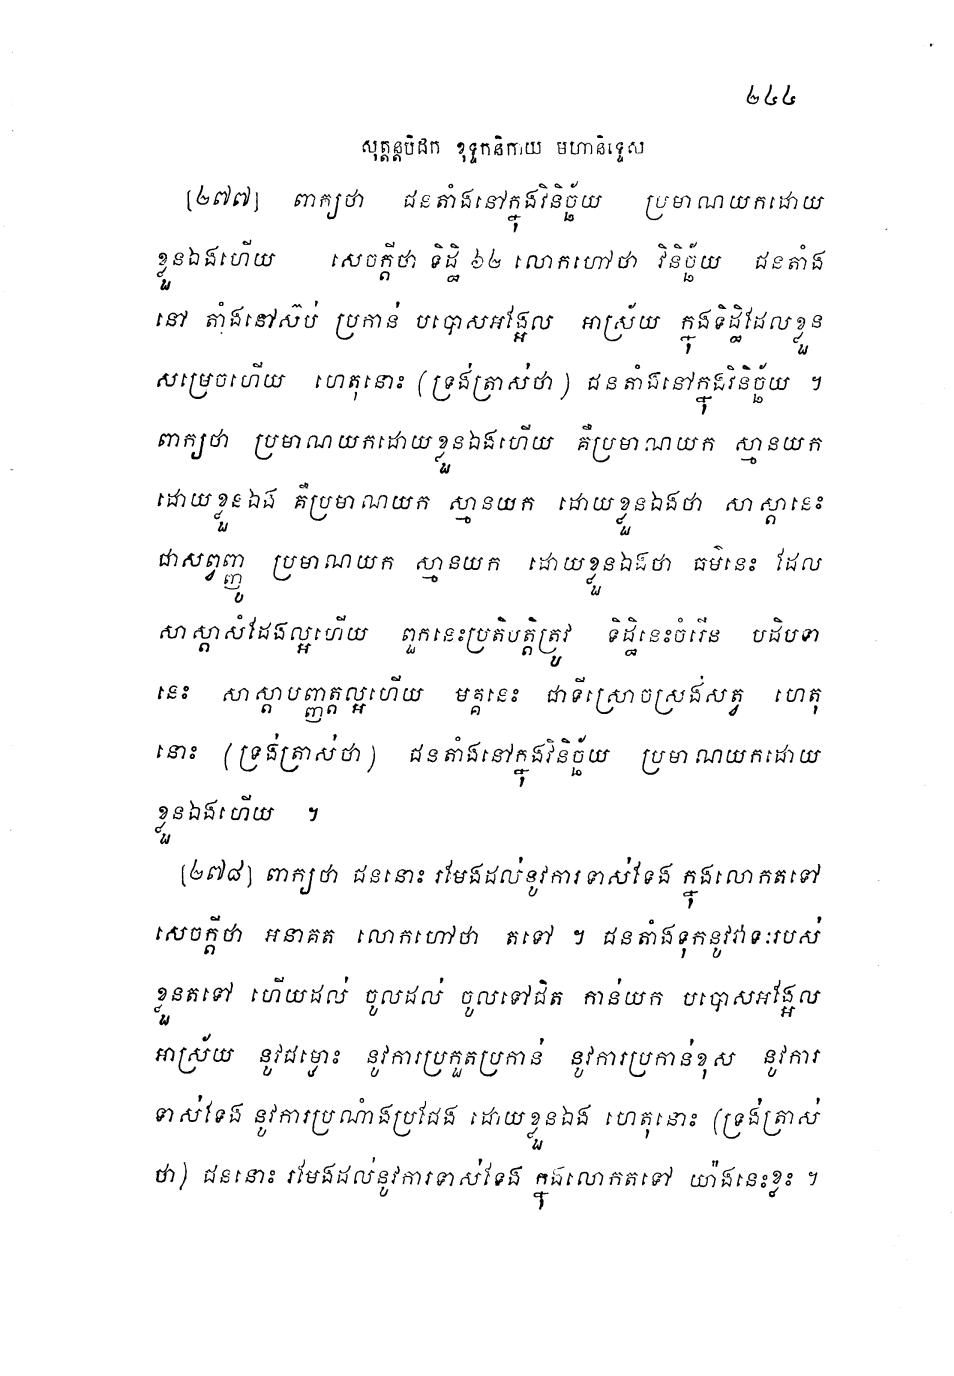 ២៤៤
សុត្តន្តបិដក ខុទ្ទកនិកាយ មហានិទ្ទេស
[២៧៧] ពាក្យថា ជនតាំងនៅក្នុងវិនិច្ឆ័យ ប្រមាណយកដោយ
ខ្លួនឯងហើយ សេចក្តីថា ទិដ្ឋិ ៦២ លោកហៅថា វិនិច្ឆ័យ ជនតាំង
នៅ តាំងនៅស៊ប់ ប្រកាន់ បបោសអង្អែល អាស្រ័យ ក្នុងទិដ្ឋិដែលខ្លួន
សម្រេចហើយ ហេតុនោះ (ទ្រង់ត្រាស់ថា) ជនតាំងនៅក្នុងវិនិច្ឆ័យ ។
ពាក្យថា ប្រមាណយកដោយខ្លួនឯងហើយ គឺប្រមាណយក ស្មានយក
ដោយខ្លួនឯង គឺប្រមាណយក ស្មានយក ដោយខ្លួនឯងថា សាស្តានេះ
ជាសព្វញ្ញូ ប្រមាណយក ស្មានយក ដោយខ្លួនឯងថា ធម៌នេះ ដែល
សាស្តាសំដែងល្អហើយ ពួកនេះប្រតិបត្តិត្រូវ ទិដ្ឋិនេះចំរើន បដិបទា
នេះ សាស្តាបញ្ញត្តល្អហើយ មគ្គនេះ ជាទីស្រោចស្រង់សត្វ ហេតុ
នោះ (ទ្រង់ត្រាស់ថា) ជនតាំងនៅក្នុងវិនិច្ឆ័យ ប្រមាណយកដោយ
ខ្លួនឯងហើយ ។
[២៧៨] ពាក្យថា ជននោះ រមែងដល់នូវការទាស់ទែង ក្នុងលោកតទៅ
សេចក្តីថា អនាគត លោកហៅថា តទៅ ។ ជនតាំងទុកនូវវាទៈរបស់
ខ្លួនតទៅ ហើយដល់ ចូលដល់ ចូលទៅជិត កាន់យក បបោសអង្អែល
អាស្រ័យ នូវជម្លោះ នូវការប្រកួតប្រកាន់ នូវការប្រកាន់ខុស នូវការ
ទាស់ទែង នូវការប្រណាំងប្រជែង ដោយខ្លួនឯង ហេតុនោះ (ទ្រង់ត្រាស់
ថា) ជននោះ រមែងដល់នូវការទាស់ទែង ក្នុងលោកតទៅ យ៉ាងនេះខ្លះ ។